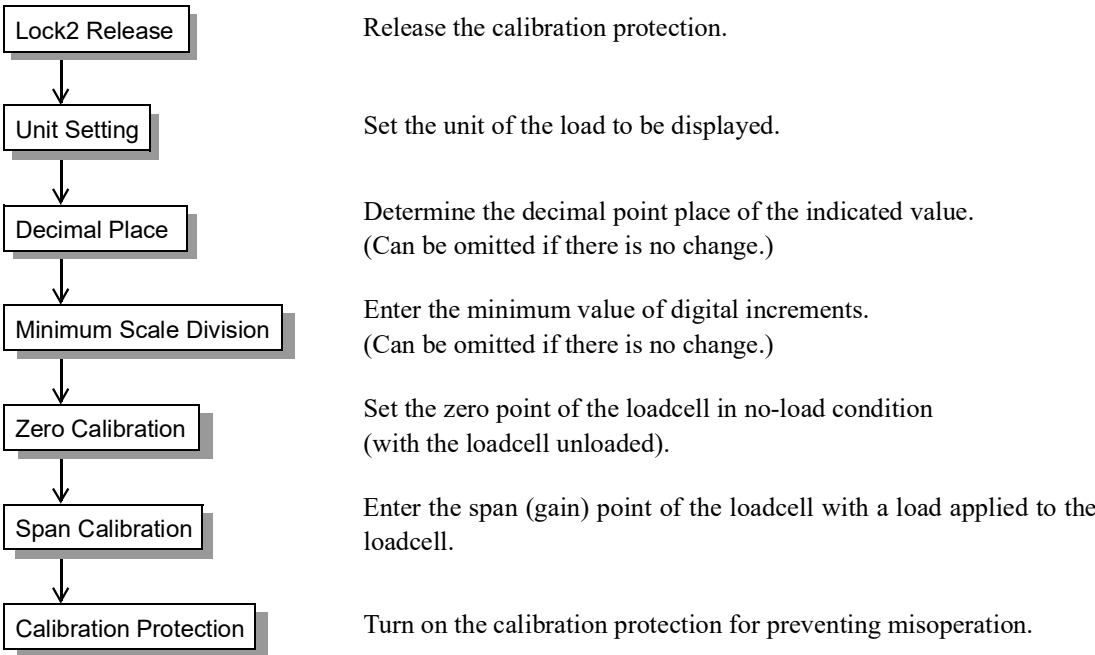 Lock2 Release
Release the calibration protection.
Unit Setting
Set the unit of the load to be displayed.
Decimal Place
Determine the decimal point place of the indicated value.
(Can be omitted if there is no change.)
Minimum Scale Division
Enter the minimum value of digital increments.
(Can be omitted if there is no change.)
Zero Calibration
Set the zero point of the loadcell in no-load condition
(with the loadcell unloaded).
Span Calibration
Enter the span (gain) point of the loadcell with a load applied to the
loadcell.
Calibration Protection
Turn on the calibration protection for preventing misoperation.